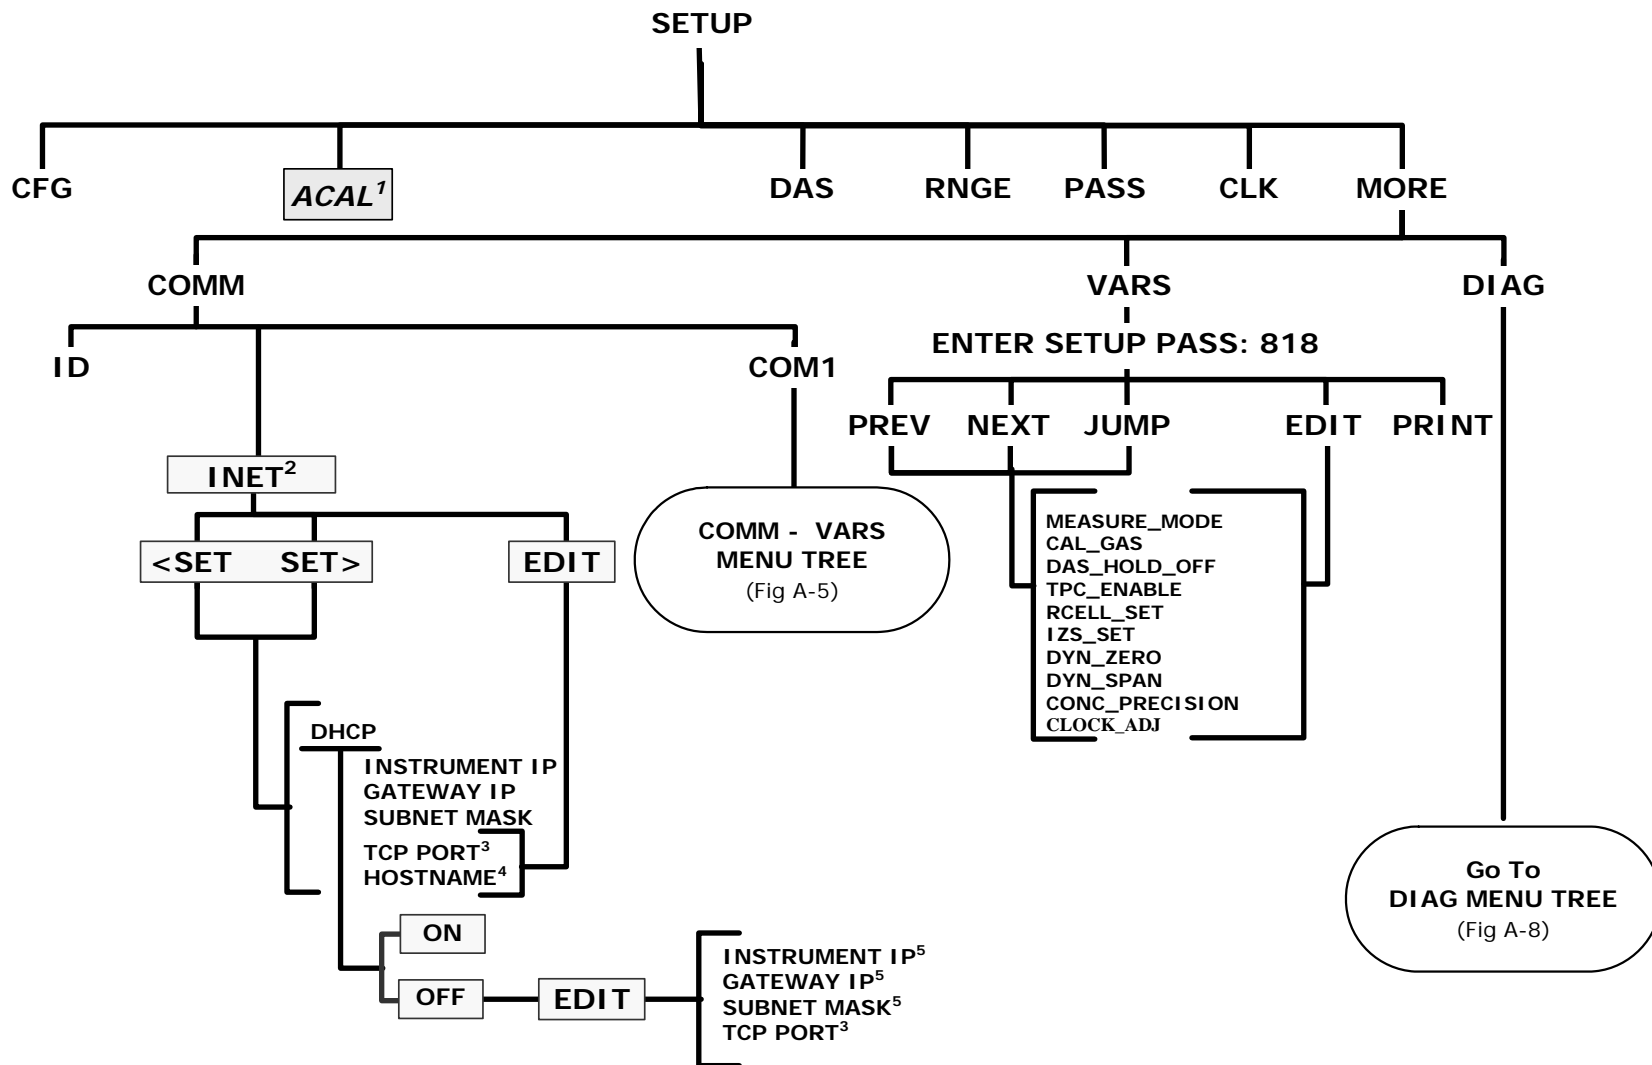 SETUP
CFG
ACAL¹
DAS
RNGE
PASS
CLK
MORE
COMM
VARS
DIAG
ID
COM1
ENTER SETUP PASS: 818
PREV
NEXT
JUMP
EDIT
PRINT
INET²
<SET SET>
EDIT
COMM - VARS
MENU TREE
(Fig A-5)
MEASURE_MODE
CAL_GAS
DAS_HOLD_OFF
TPC_ENABLE
RCELL_SET
IZS_SET
DYN_ZERO
DYN_SPAN
CONC_PRECISION
CLOCK_ADJ
DHCP
INSTRUMENT IP
GATEWAY IP
SUBNET MASK
TCP PORT³
HOSTNAME⁴
ON
OFF
EDIT
INSTRUMENT IP⁵
GATEWAY IP⁵
SUBNET MASK⁵
TCP PORT³
Go To
DIAG MENU TREE
(Fig A-8)